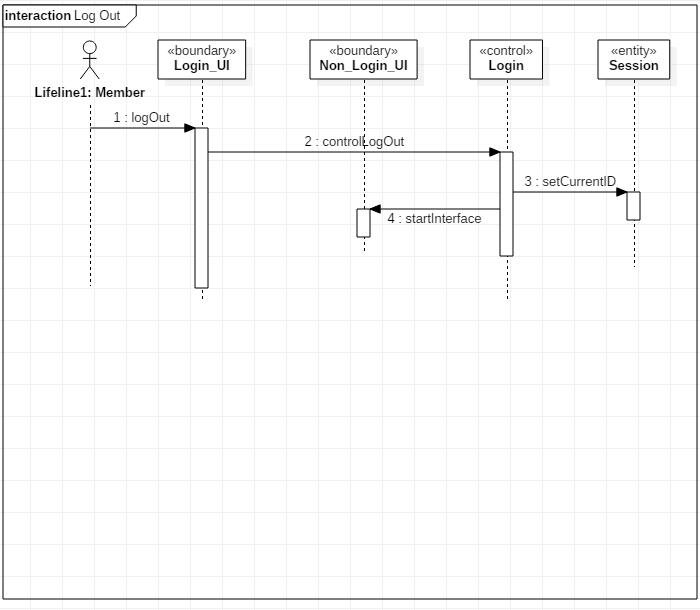 interaction Log Out
«boundary»
Login_UI
«boundary»
Non_Login_UI
«control»
Login
«entity»
Session
Lifeline1: Member
1 : logOut
2 : controlLogOut
3 : setCurrentID
4 : startInterface